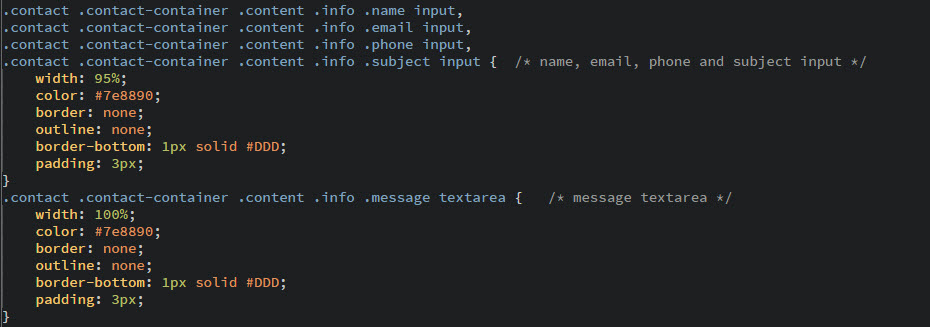 .contact .contact-container .content .info .name input,
.contact .contact-container .content .info .email input,
.contact .contact-container .content .info .phone input,
.contact .contact-container .content .info .subject input {  /* name, email, phone and subject input */
    width: 95%;
    color: #7e8890;
    border: none;
    outline: none;
    border-bottom: 1px solid #DDD;
    padding: 3px;
}
.contact .contact-container .content .info .message textarea {   /* message textarea */
    width: 100%;
    color: #7e8890;
    border: none;
    outline: none;
    border-bottom: 1px solid #DDD;
    padding: 3px;
}